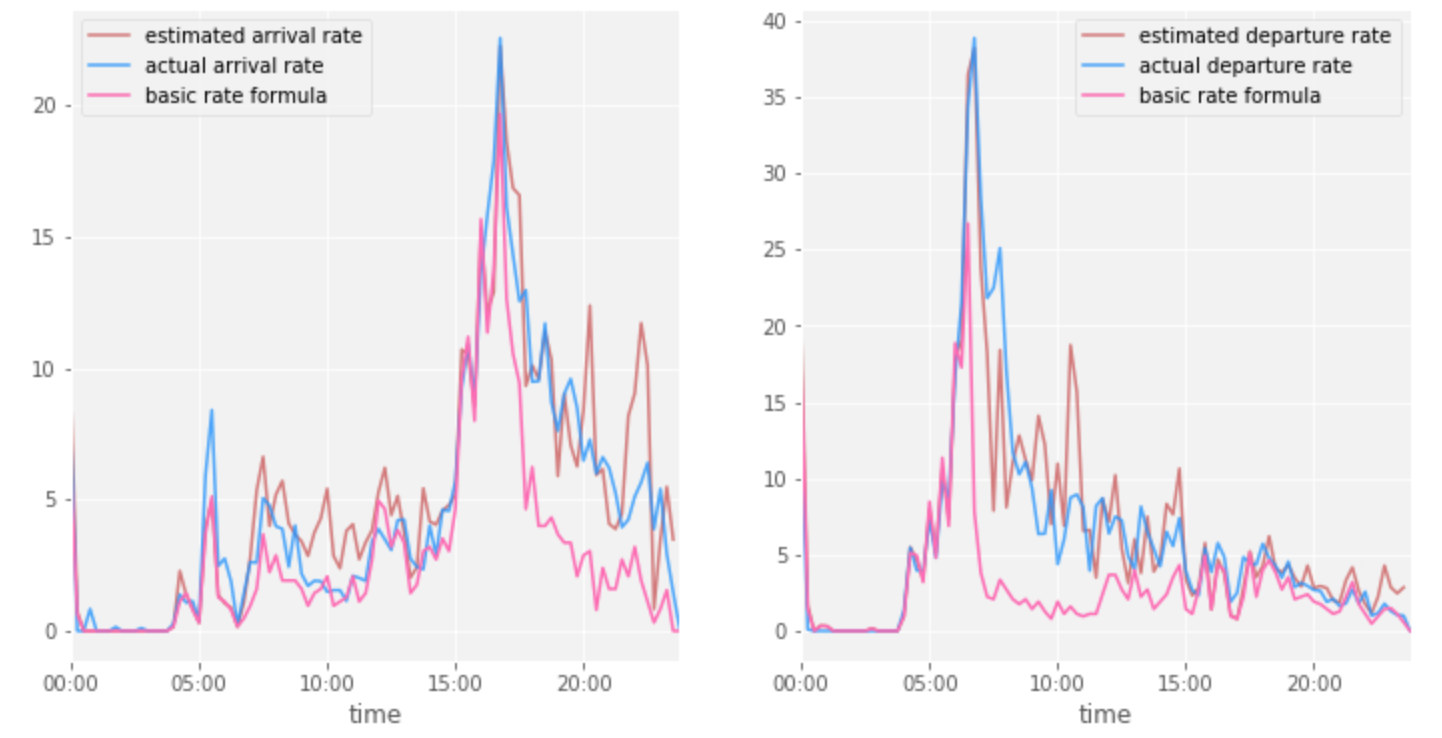 estimated arrival rate
actual arrival rate
basic rate formula
20
15
10
5
0
00:00 05:00 10:00 15:00 20:00
time
estimated departure rate
actual departure rate
basic rate formula
40
35
30
25
20
15
10
5
0
00:00 05:00 10:00 15:00 20:00
time